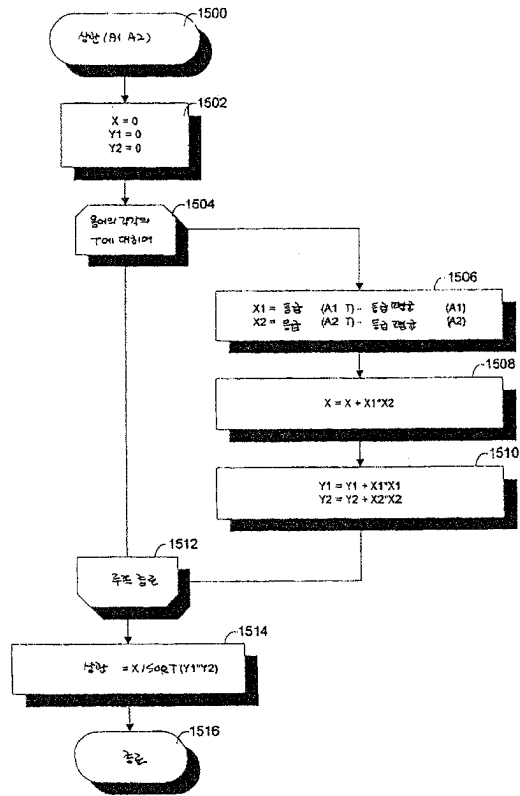 1500
상관 (A1 A2)
1502
X = 0
Y1 = 0
Y2 = 0
1504
용어의 각각의
T에 대하여
1506
X1 = 등급 (A1 T) - 등급평균 (A1)
X2 = 등급 (A2 T) - 등급평균 (A2)
1508
X = X + X1*X2
1510
Y1 = Y1 + X1*X1
Y2 = Y2 + X2*X2
1512
루프 종료
1514
상관 = X/SQRT(Y1*Y2)
1516
종료